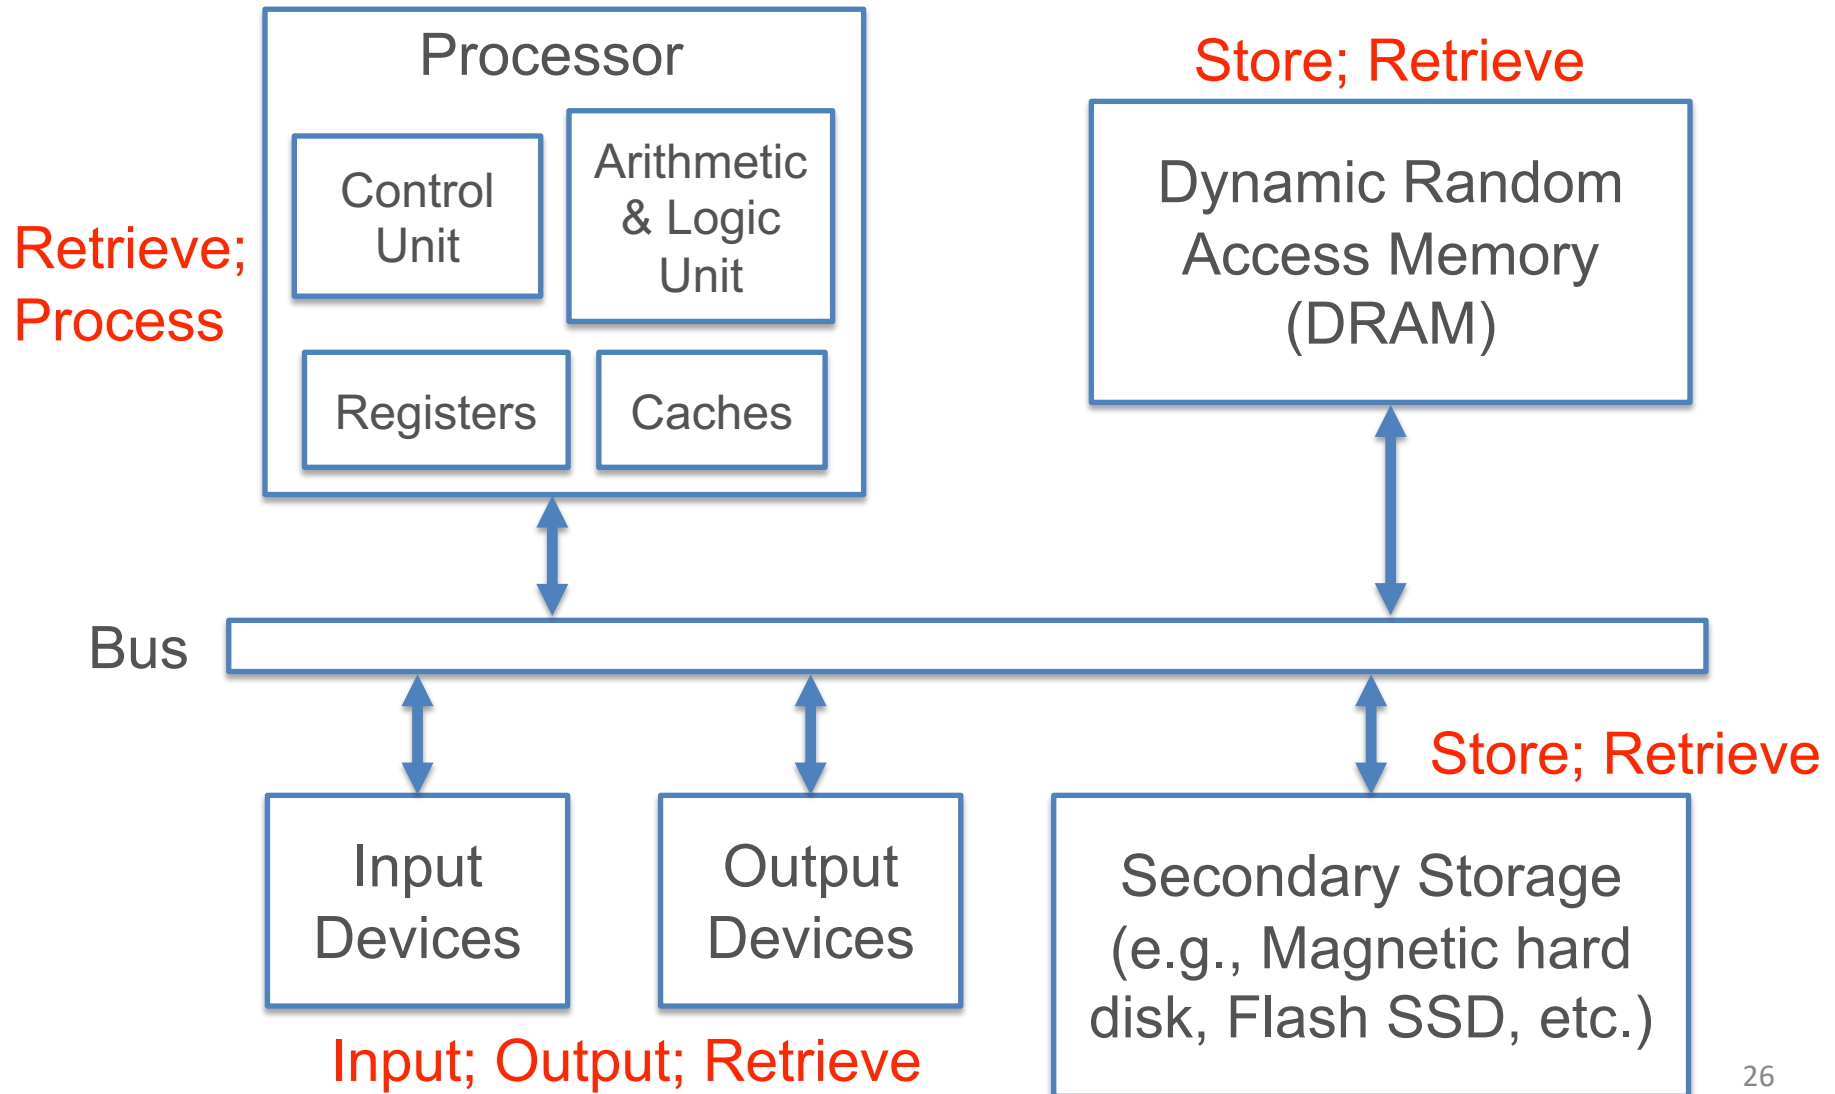 Processor
Store; Retrieve
Control
Unit
Arithmetic
& Logic
Unit
Dynamic Random
Access Memory
(DRAM)
Retrieve;
Process
Registers
Caches
Bus
Store; Retrieve
Input
Devices
Output
Devices
Secondary Storage
(e.g., Magnetic hard
disk, Flash SSD, etc.)
Input; Output; Retrieve
26